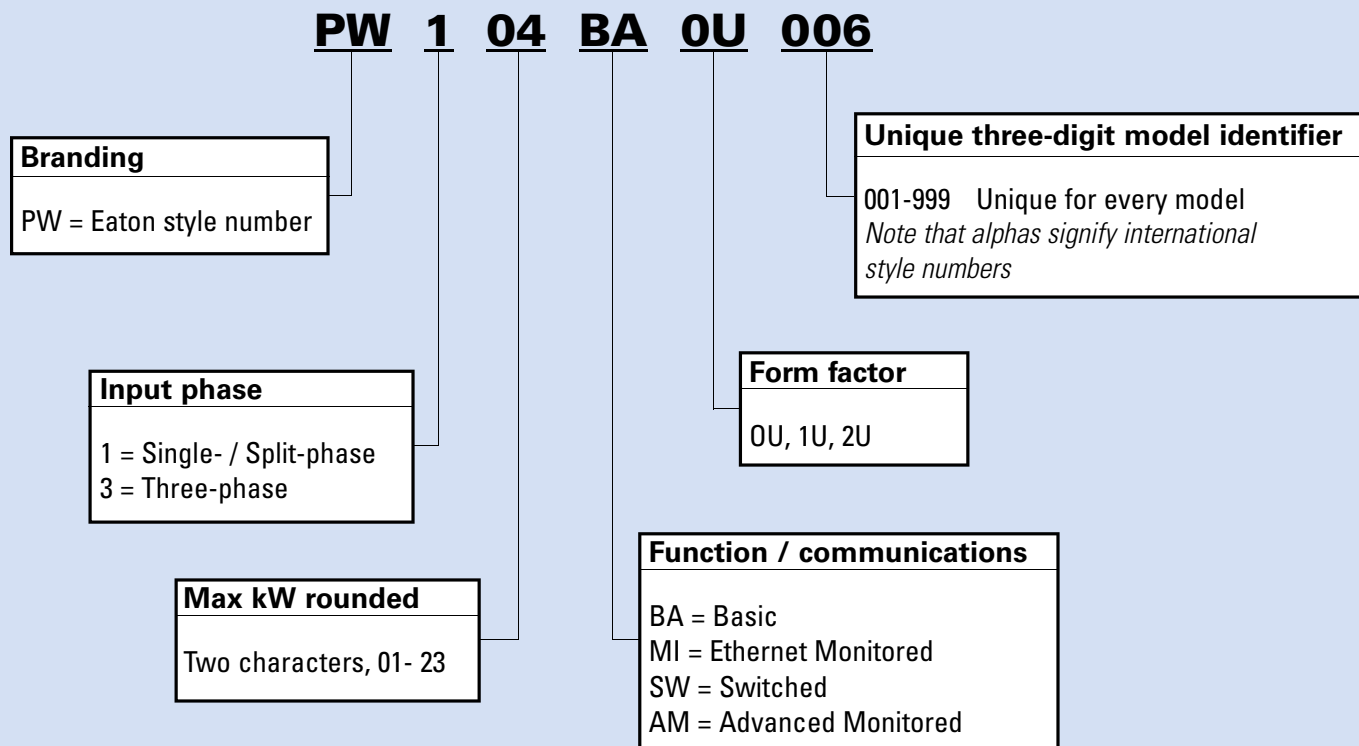 PW 1 04 BA 0U 006
Branding
PW = Eaton style number
Unique three-digit model identifier
001-999 Unique for every model
Note that alphas signify international
style numbers
Input phase
1 = Single- / Split-phase
3 = Three-phase
Form factor
0U, 1U, 2U
Max kW rounded
Two characters, 01- 23
Function / communications
BA = Basic
MI = Ethernet Monitored
SW = Switched
AM = Advanced Monitored